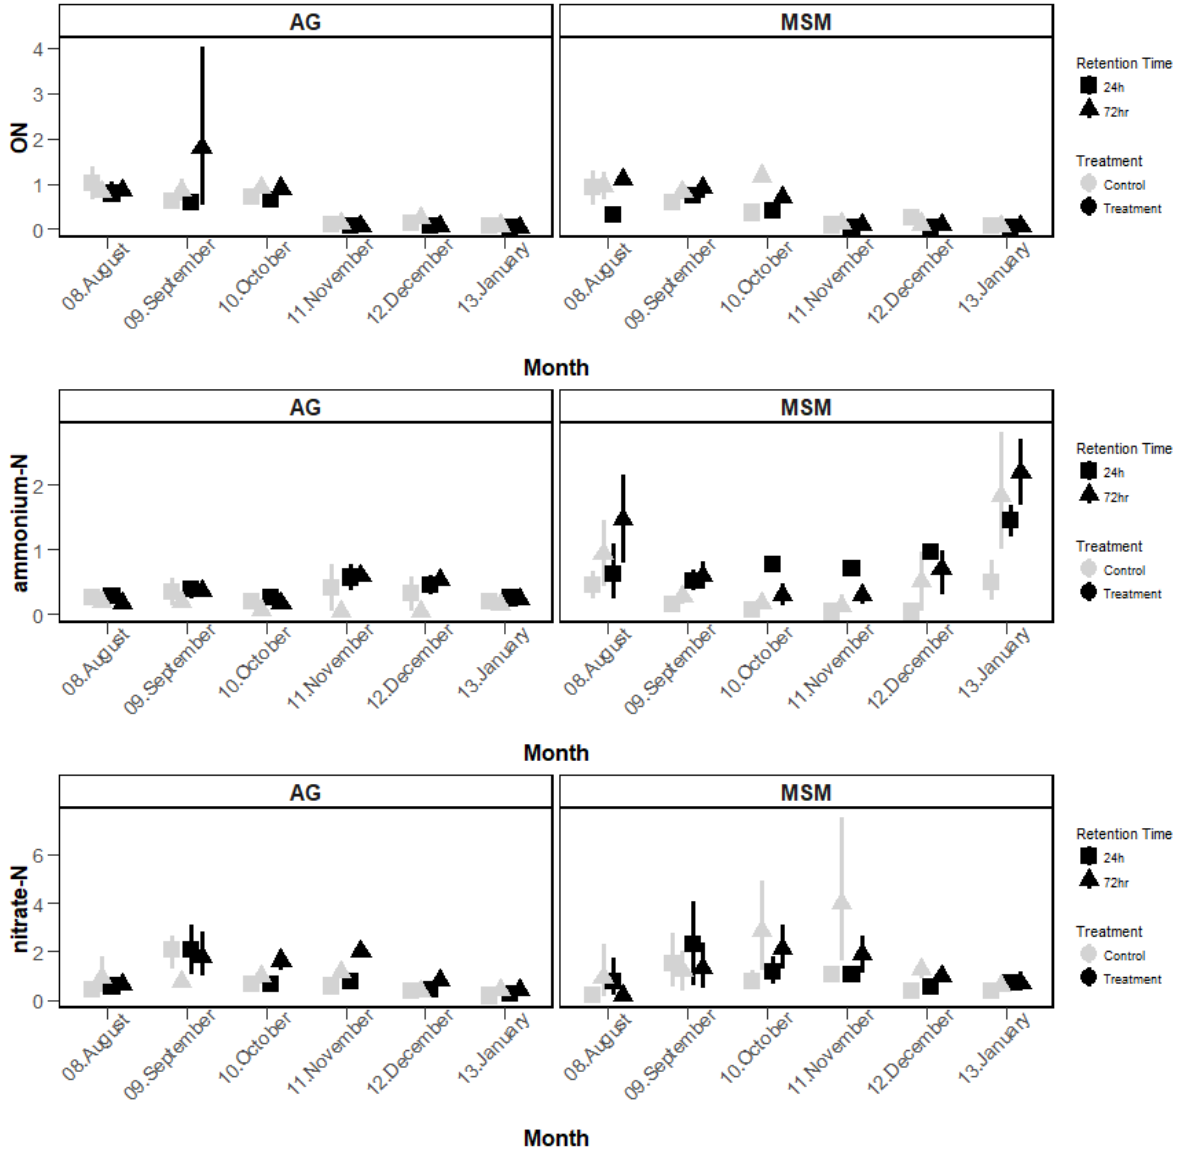 AG MSM
ON
4
3
2
1
0
08.August 09.September 10.October 11.November 12.December 13.January 08.August 09.September 10.October 11.November 12.December 13.January
Month
Retention Time
24h
72hr
Treatment
Control
Treatment
AG MSM
ammonium-N
2
1
0
08.August 09.September 10.October 11.November 12.December 13.January 08.August 09.September 10.October 11.November 12.December 13.January
Month
Retention Time
24h
72hr
Treatment
Control
Treatment
AG MSM
nitrate-N
6
4
2
0
08.August 09.September 10.October 11.November 12.December 13.January 08.August 09.September 10.October 11.November 12.December 13.January
Month
Retention Time
24h
72hr
Treatment
Control
Treatment